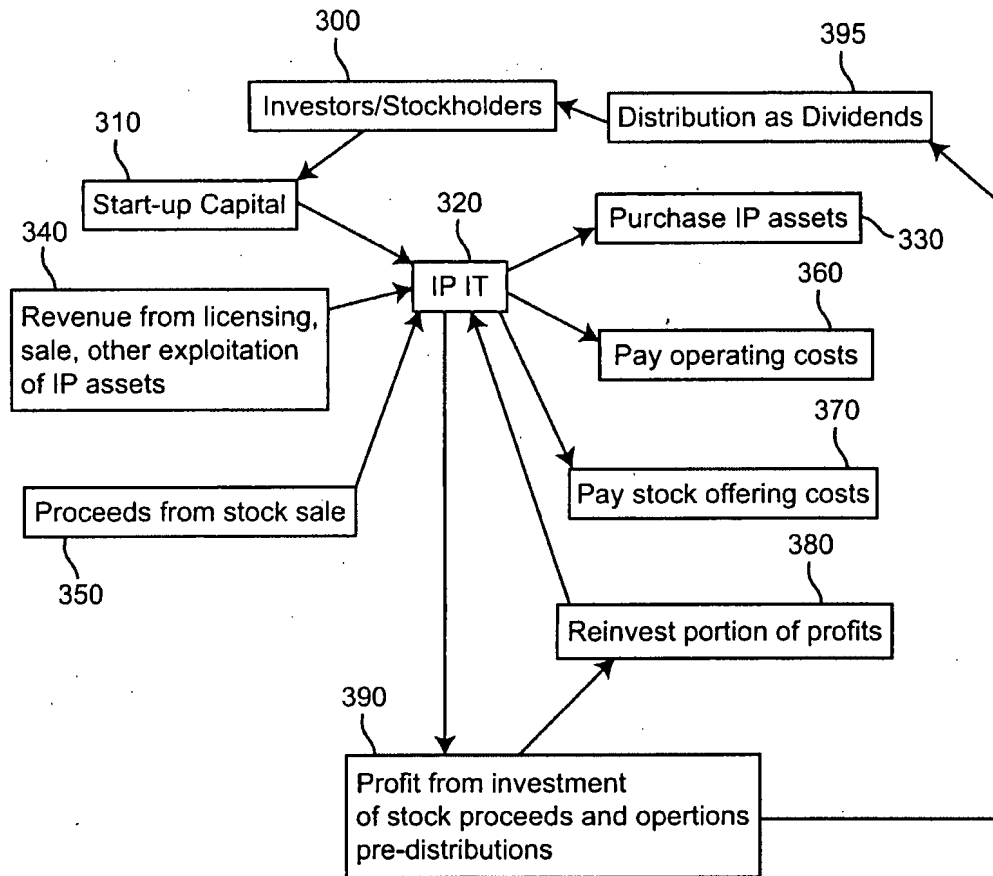 300
Investors/Stockholders
395
Distribution as Dividends
310
Start-up Capital
320
IP IT
Purchase IP assets
330
340
Revenue from licensing,
sale, other exploitation
of IP assets
360
Pay operating costs
370
Pay stock offering costs
Proceeds from stock sale
350
380
Reinvest portion of profits
390
Profit from investment
of stock proceeds and opertions
pre-distributions